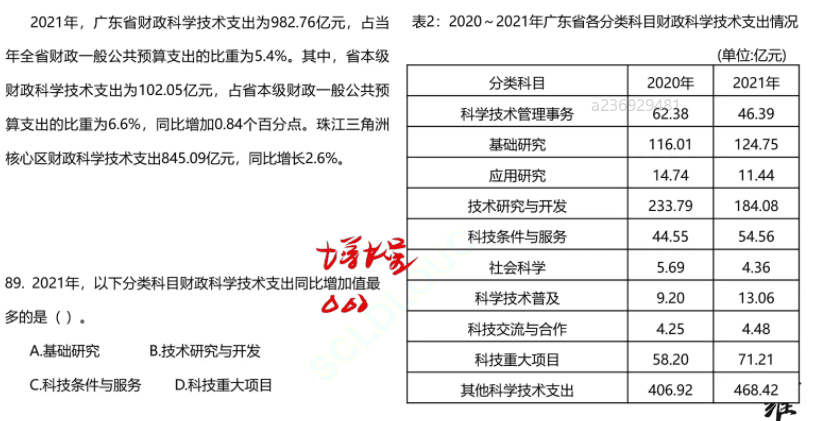 2021年，广东省财政科学技术支出为982.76亿元，占当
年全省财政一般公共预算支出的比重为5.4%。其中，省本级
财政科学技术支出为102.05亿元，占省本级财政一般公共预
算支出的比重为6.6%，同比增加0.84个百分点。珠江三角洲
核心区财政科学技术支出845.09亿元，同比增长2.6%。
增长量
89. 2021年，以下分类科目财政科学技术支出同比增加值最
多的是（ ）。
A.基础研究 B.技术研究与开发
C.科技条件与服务 D.科技重大项目
表2：2020～2021年广东省各分类科目财政科学技术支出情况
(单位:亿元)
分类科目 2020年 2021年
a236929481
科学技术管理事务 62.38 46.39
基础研究 116.01 124.75
应用研究 14.74 11.44
技术研究与开发 233.79 184.08
科技条件与服务 44.55 54.56
社会科学 5.69 4.36
科学技术普及 9.20 13.06
科技交流与合作 4.25 4.48
科技重大项目 58.20 71.21
其他科学技术支出 406.92 468.42